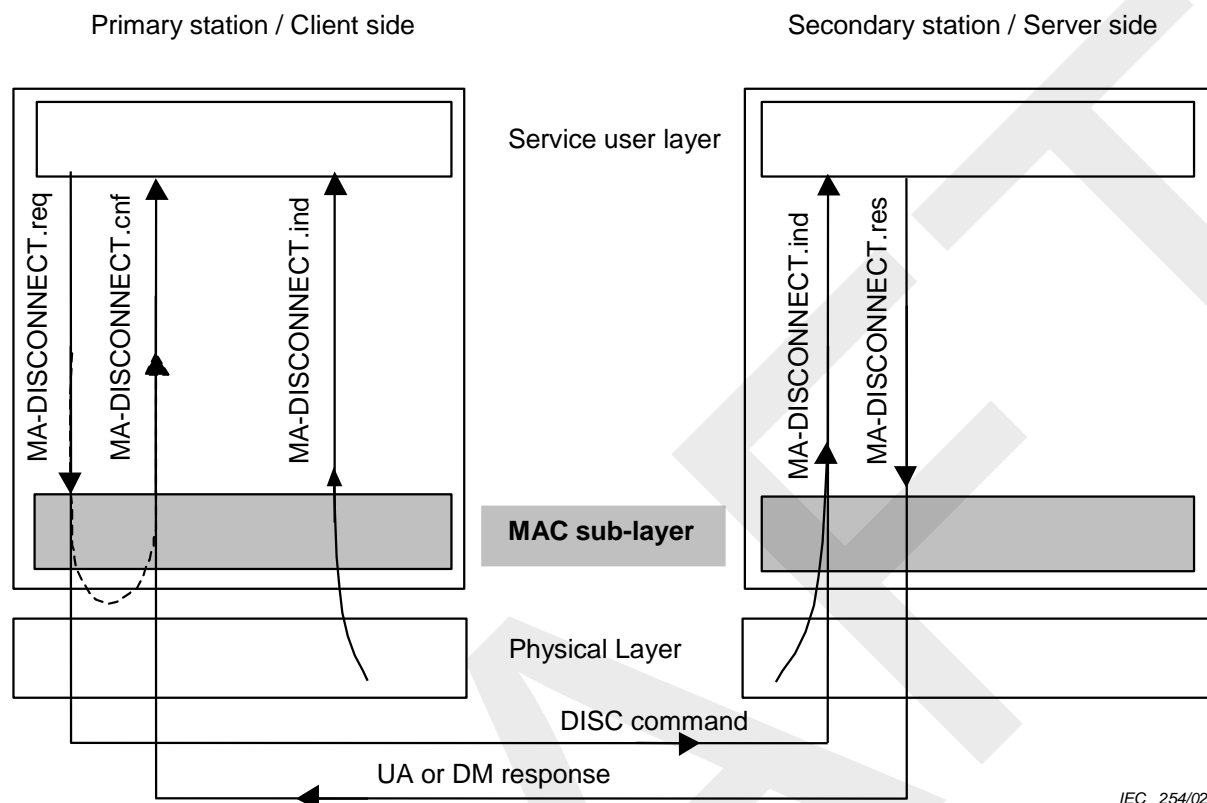 Primary station / Client side
Secondary station / Server side
Service user layer
MA-DISCONNECT.req
MA-DISCONNECT.cnf
MA-DISCONNECT.ind
MA-DISCONNECT.ind
MA-DISCONNECT.res
MAC sub-layer
Physical Layer
DISC command
UA or DM response
IEC 254/02